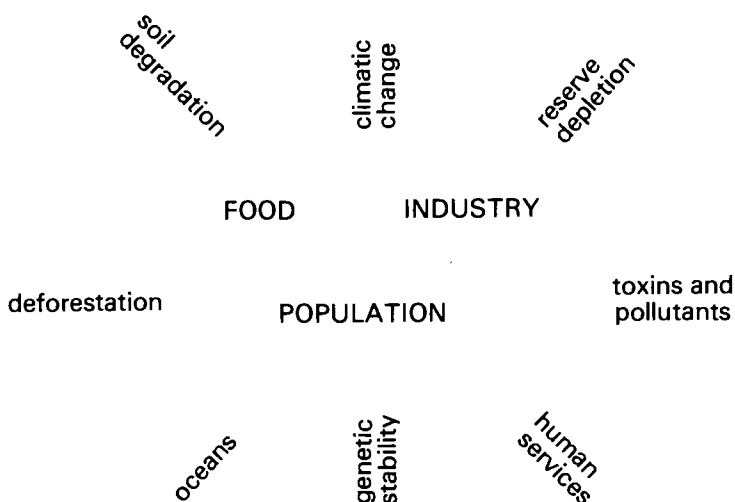 soil
degradation
climatic
change
reserve
depletion
FOOD
INDUSTRY
deforestation
POPULATION
toxins and
pollutants
oceans
genetic
stability
human
services